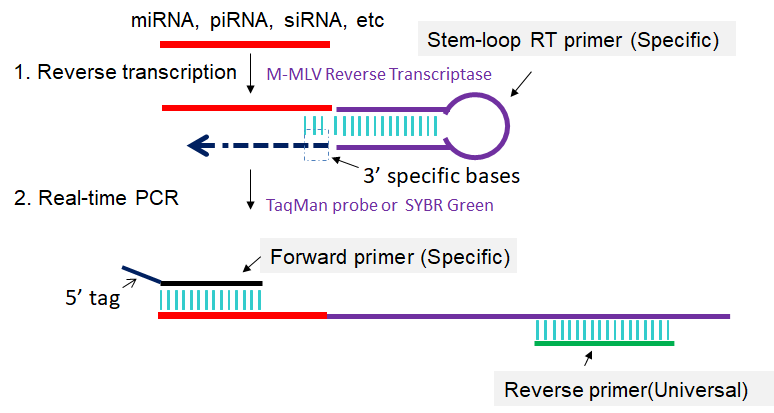 miRNA, piRNA, siRNA, etc
Stem-loop RT primer (Specific)
1. Reverse transcription
M-MLV Reverse Transcriptase
3’ specific bases
2. Real-time PCR
TaqMan probe or SYBR Green
Forward primer (Specific)
5’ tag
Reverse primer(Universal)